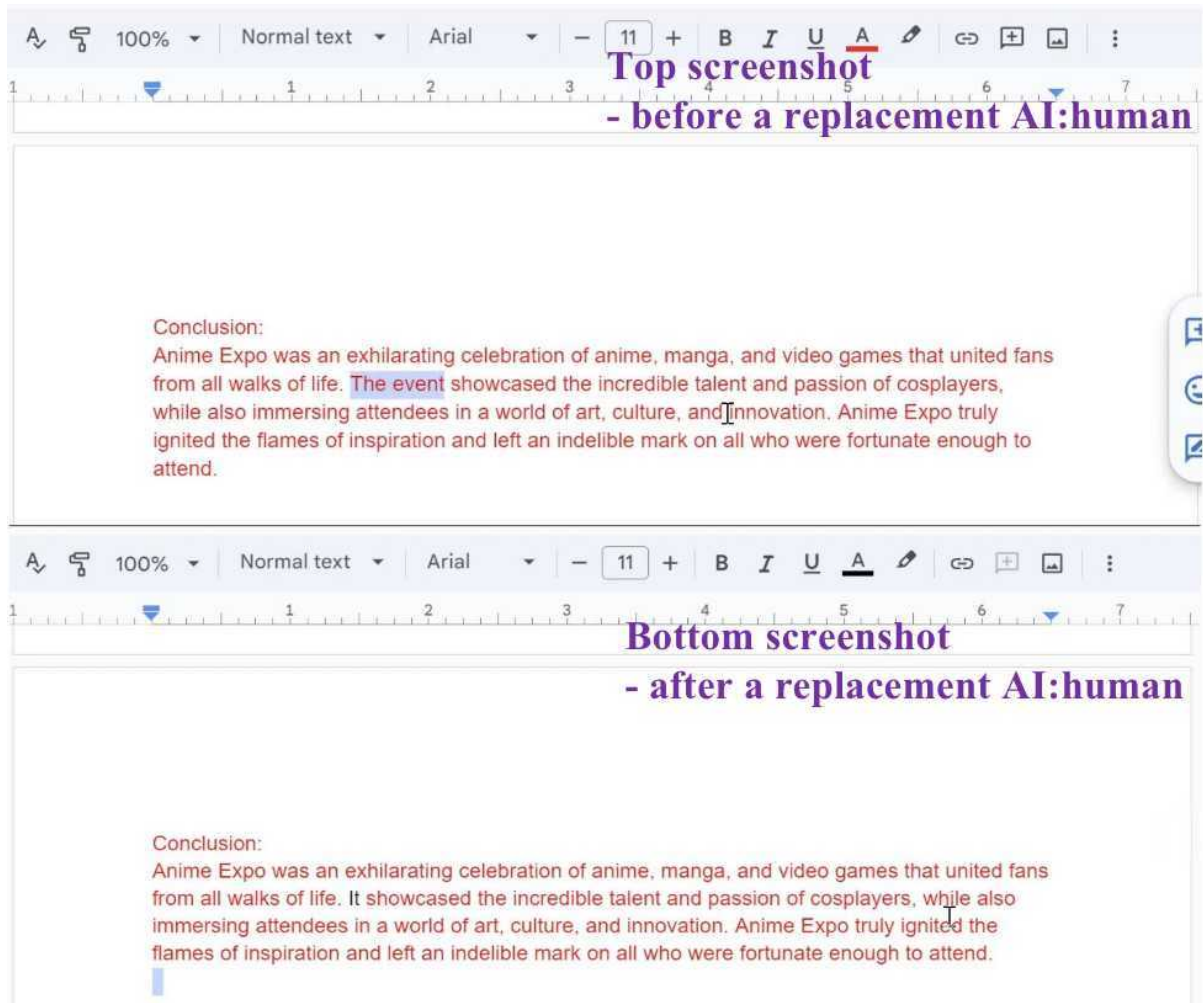 100% Normal text Arial − 11 + B I U A
Top screenshot
1 1 2 3 4 5 6 7
- before a replacement AI:human
Conclusion:
Anime Expo was an exhilarating celebration of anime, manga, and video games that united fans
from all walks of life. The event showcased the incredible talent and passion of cosplayers,
while also immersing attendees in a world of art, culture, and innovation. Anime Expo truly
ignited the flames of inspiration and left an indelible mark on all who were fortunate enough to
attend.
A 100% Normal text Arial − 11 + B I U A
1 1 2 3 4 5 6 7
Bottom screenshot
- after a replacement AI:human
Conclusion:
Anime Expo was an exhilarating celebration of anime, manga, and video games that united fans
from all walks of life. It showcased the incredible talent and passion of cosplayers, while also
immersing attendees in a world of art, culture, and innovation. Anime Expo truly ignited the
flames of inspiration and left an indelible mark on all who were fortunate enough to attend.